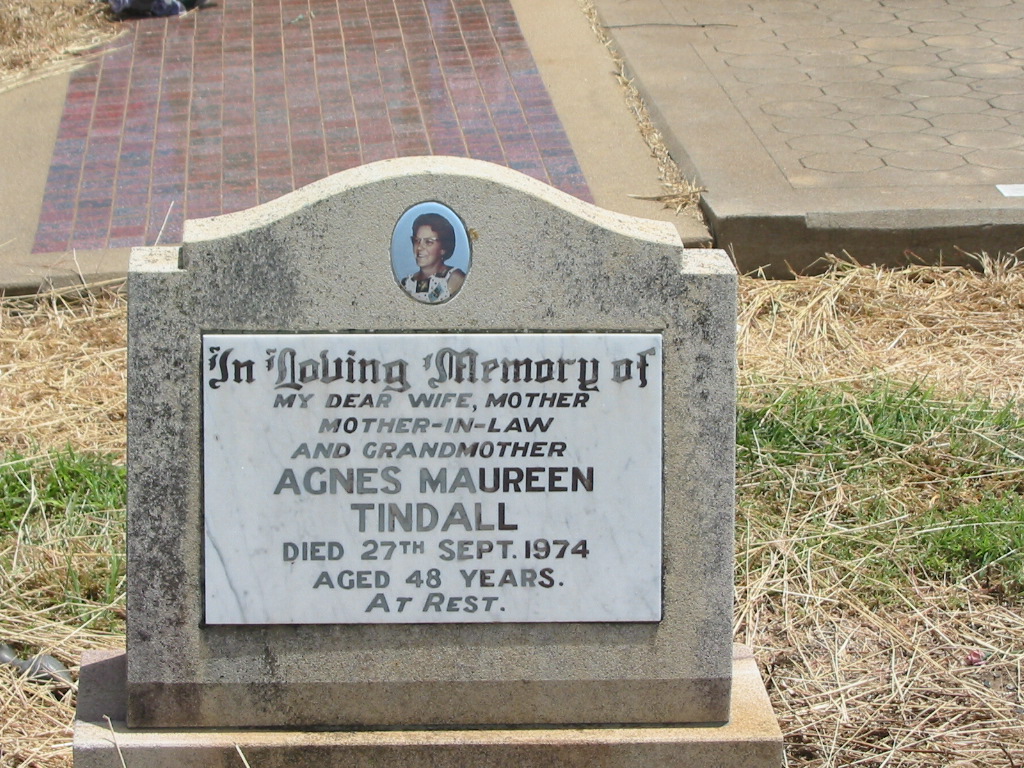 In Loving Memory of
MY DEAR WIFE, MOTHER
MOTHER-IN-LAW
AND GRANDMOTHER
AGNES MAUREEN
TINDALL
DIED 27TH SEPT. 1974
AGED 48 YEARS.
AT REST.